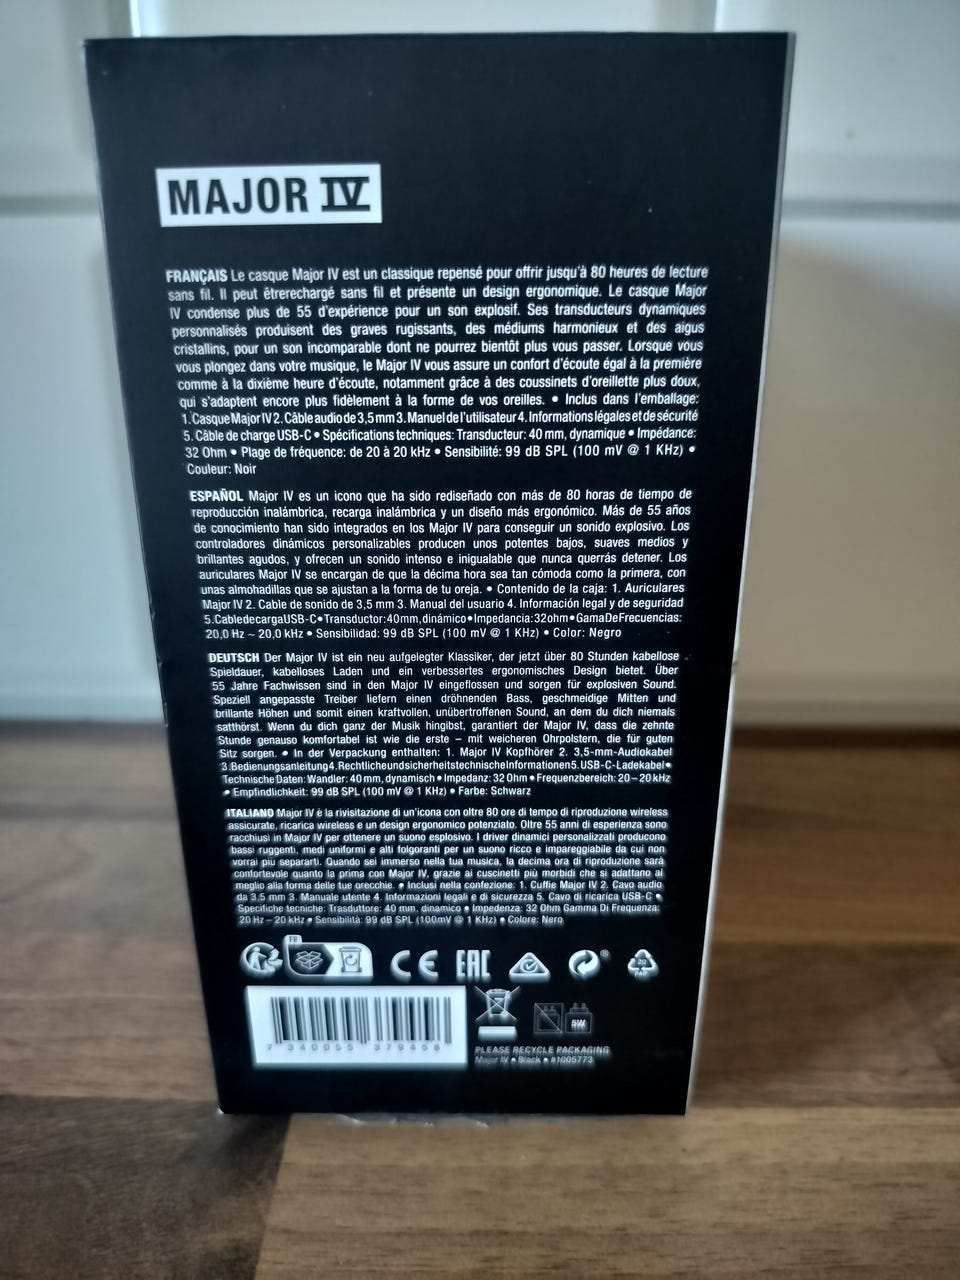 MAJOR IV
FRANÇAIS Le casque Major IV est un classique repensé pour offrir jusqu'à 80 heures de lecture
sans fil. Il peut êtrerechargé sans fil et présente un design ergonomique. Le casque Major
IV condense plus de 55 d'expérience pour un son explosif. Ses transducteurs dynamiques
personnalisés produisent des graves rugissants, des médiums harmonieux et des aigus
cristallins, pour un son incomparable dont ne pourrez bientôt plus vous passer. Lorsque vous
vous plongez dans votre musique, le Major IV vous assure un confort d'écoute égal à la première
comme à la dixième heure d'écoute, notamment grâce à des coussinets d'oreillette plus doux,
qui s'adaptent encore plus fidèlement à la forme de vos oreilles. • Inclus dans l'emballage:
1. Casque Major IV 2. Câble audio de 3,5 mm 3. Manuel de l'utilisateur 4. Informations légales et de sécurité
5. Câble de charge USB-C • Spécifications techniques: Transducteur: 40 mm, dynamique • Impédance:
32 Ohm • Plage de fréquence: de 20 à 20 kHz • Sensibilité: 99 dB SPL (100 mV @ 1 KHz) •
Couleur: Noir
ESPAÑOL Major IV es un icono que ha sido rediseñado con más de 80 horas de tiempo de
reproducción inalámbrica, recarga inalámbrica y un diseño más ergonómico. Más de 55 años
de conocimiento han sido integrados en los Major IV para conseguir un sonido explosivo. Los
controladores dinámicos personalizables producen unos potentes bajos, suaves medios y
brillantes agudos, y ofrecen un sonido intenso e inigualable que nunca querrás detener. Los
auriculares Major IV se encargan de que la décima hora sea tan cómoda como la primera, con
unas almohadillas que se ajustan a la forma de tu oreja. • Contenido de la caja: 1. Auriculares
Major IV 2. Cable de sonido de 3,5 mm 3. Manual del usuario 4. Información legal y de seguridad
5. Cable de carga USB-C • Transductor: 40 mm, dinámico • Impedancia: 32 ohm • Gama De Frecuencias:
20,0 Hz ~ 20,0 kHz • Sensibilidad: 99 dB SPL (100 mV @ 1 KHz) • Color: Negro
DEUTSCH Der Major IV ist ein neu aufgelegter Klassiker, der jetzt über 80 Stunden kabellose
Spieldauer, kabelloses Laden und ein verbessertes ergonomisches Design bietet. Über
55 Jahre Fachwissen sind in den Major IV eingeflossen und sorgen für explosiven Sound.
Speziell angepasste Treiber liefern einen dröhnenden Bass, geschmeidige Mitten und
brillante Höhen und somit einen kraftvollen, unübertroffenen Sound, an dem du dich niemals
satthörst. Wenn du dich ganz der Musik hingibst, garantiert der Major IV, dass die zehnte
Stunde genauso komfortabel ist wie die erste – mit weicheren Ohrpolstern, die für guten
Sitz sorgen. • In der Verpackung enthalten: 1. Major IV Kopfhörer 2. 3,5-mm-Audiokabel
3. Bedienungsanleitung 4. Rechtliche und sicherheitstechnische Informationen 5. USB-C-Ladekabel •
Technische Daten: Wandler: 40 mm, dynamisch • Impedanz: 32 Ohm • Frequenzbereich: 20–20 kHz
• Empfindlichkeit: 99 dB SPL (100 mV @ 1 KHz) • Farbe: Schwarz
ITALIANO Major IV è la rivisitazione di un'icona con oltre 80 ore di tempo di riproduzione wireless
assicurate, ricarica wireless e un design ergonomico potenziato. Oltre 55 anni di esperienza sono
racchiusi in Major IV per ottenere un suono esplosivo. I driver dinamici personalizzati producono
bassi ruggenti, medi uniformi e alti folgoranti per un suono ricco e impareggiabile da cui non
vorrai più separarti. Quando sei immerso nella tua musica, la decima ora di riproduzione sarà
confortevole quanto la prima con Major IV, grazie ai cuscinetti più morbidi che si adattano al
meglio alla forma delle tue orecchie. • Inclusi nella confezione: 1. Cuffie Major IV 2. Cavo audio
da 3,5 mm 3. Manuale utente 4. Informazioni legali e di sicurezza 5. Cavo di ricarica USB-C •
Specifiche tecniche: Trasduttore: 40 mm, dinamico • Impedenza: 32 Ohm Gamma Di Frequenza:
20 Hz – 20 kHz • Sensibilità: 99 dB SPL (100mV @ 1 KHz) • Colore: Nero
FR
CE EAC ® 20 PAP
7 340055 379458
5W
PLEASE RECYCLE PACKAGING
Major IV • Black • #1005773